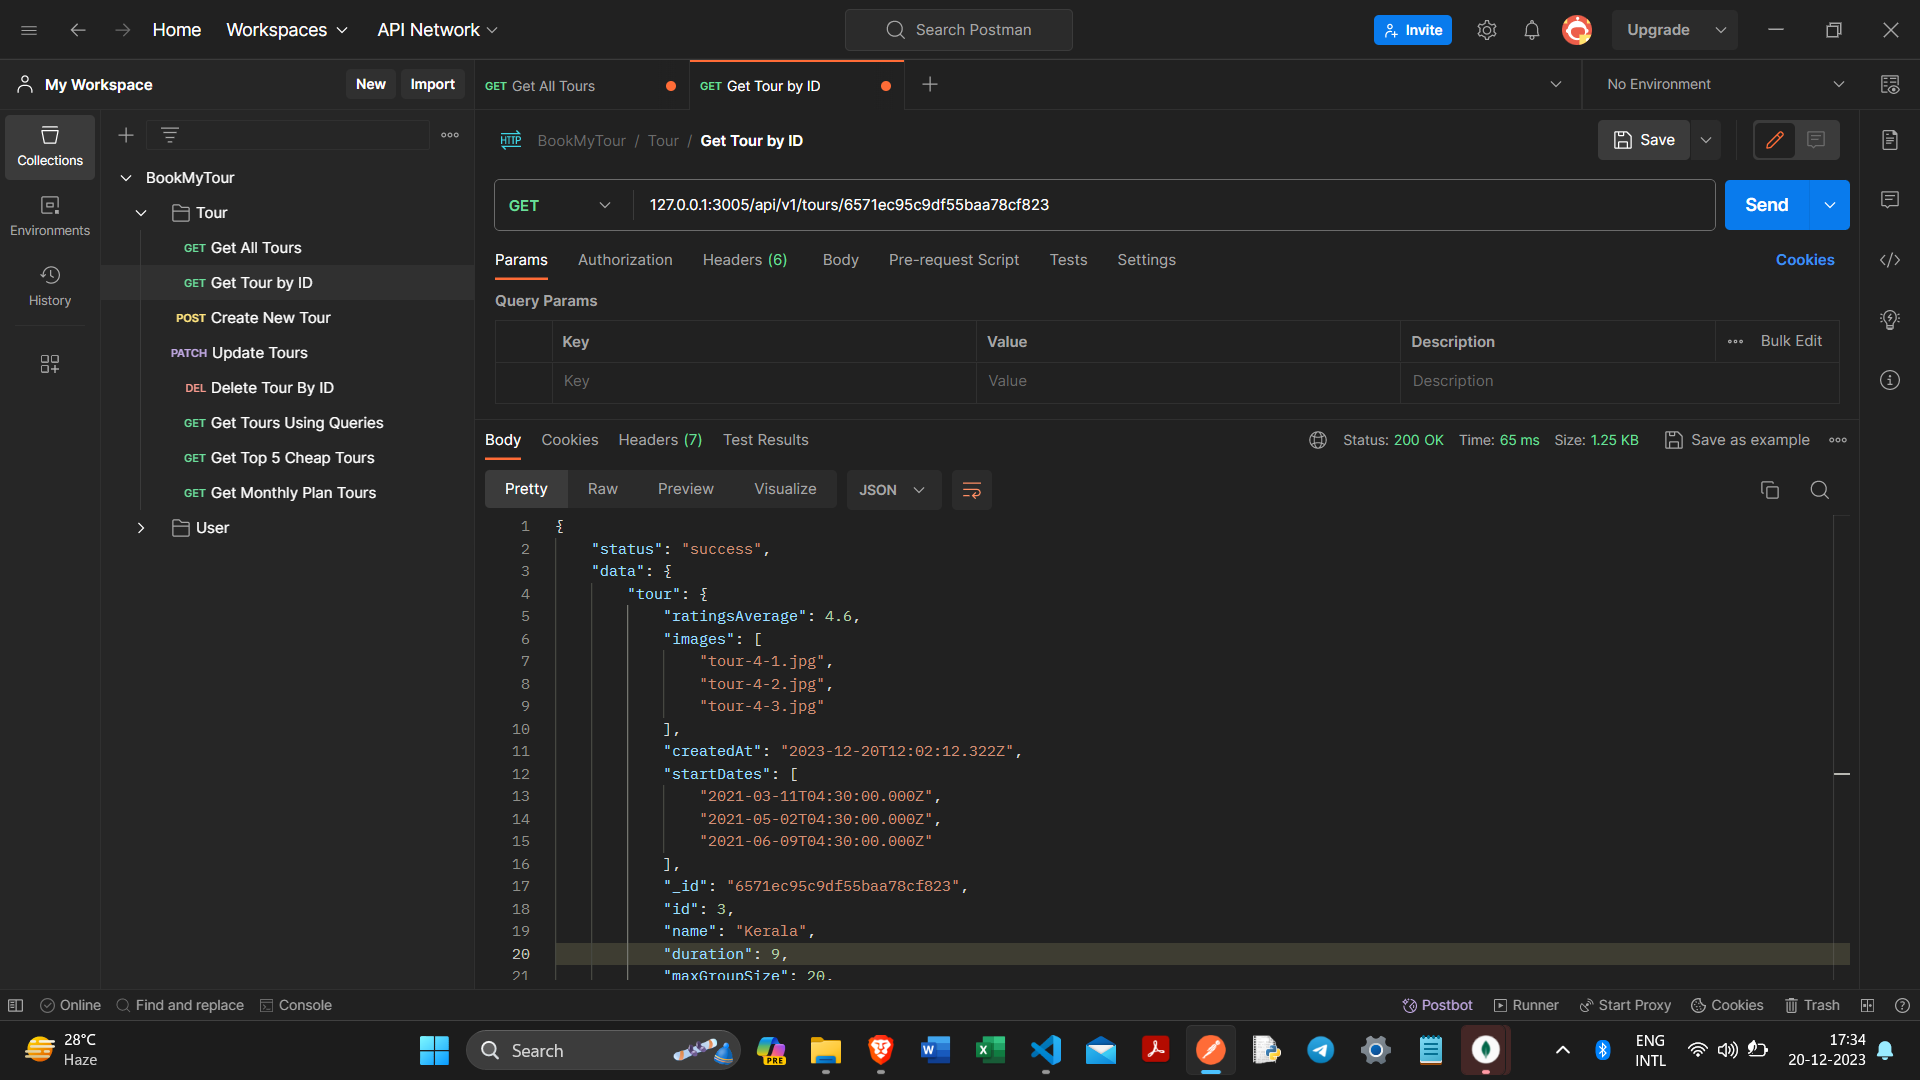 Home
Workspaces
API Network
Search Postman
Invite
Upgrade
My Workspace
New
Import
GET Get All Tours
GET Get Tour by ID
No Environment
Collections
Environments
History
BookMyTour
Tour
GET Get All Tours
GET Get Tour by ID
POST Create New Tour
PATCH Update Tours
DEL Delete Tour By ID
GET Get Tours Using Queries
GET Get Top 5 Cheap Tours
GET Get Monthly Plan Tours
User
HTTP BookMyTour / Tour / Get Tour by ID
Save
GET
127.0.0.1:3005/api/v1/tours/6571ec95c9df55baa78cf823
Send
Params Authorization Headers (6) Body Pre-request Script Tests Settings
Cookies
Query Params
Key Value Description
Bulk Edit
Key Value Description
Body Cookies Headers (7) Test Results
Status: 200 OK Time: 65 ms Size: 1.25 KB
Save as example
Pretty Raw Preview Visualize
JSON
1 {
2 "status": "success",
3 "data": {
4 "tour": {
5 "ratingsAverage": 4.6,
6 "images": [
7 "tour-4-1.jpg",
8 "tour-4-2.jpg",
9 "tour-4-3.jpg"
10 ],
11 "createdAt": "2023-12-20T12:02:12.322Z",
12 "startDates": [
13 "2021-03-11T04:30:00.000Z",
14 "2021-05-02T04:30:00.000Z",
15 "2021-06-09T04:30:00.000Z"
16 ],
17 "_id": "6571ec95c9df55baa78cf823",
18 "id": 3,
19 "name": "Kerala",
20 "duration": 9,
21 "maxGroupSize": 20,
Online
Find and replace
Console
Postbot
Runner
Start Proxy
Cookies
Trash
28°C
Haze
Search
PRE
ENG
INTL
17:34
20-12-2023